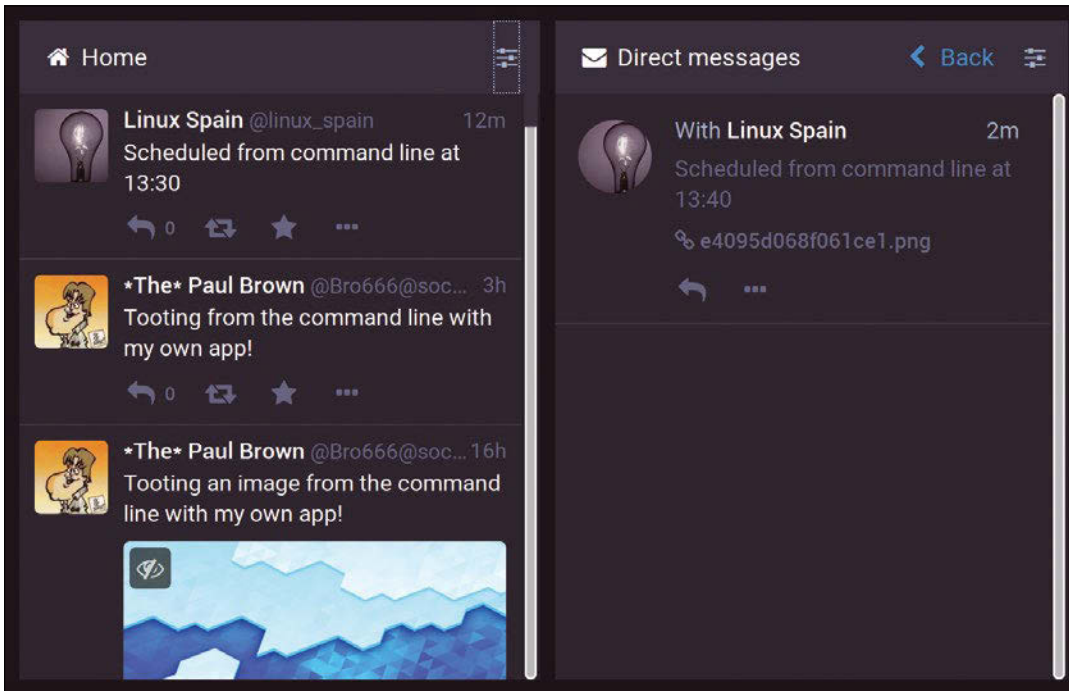 Home
Linux Spain @linux_spain 12m
Scheduled from command line at
13:30
0
*The* Paul Brown @Bro666@soc... 3h
Tooting from the command line with
my own app!
0
*The* Paul Brown @Bro666@soc... 16h
Tooting an image from the command
line with my own app!
Direct messages Back
With Linux Spain 2m
Scheduled from command line at
13:40
e4095d068f061ce1.png